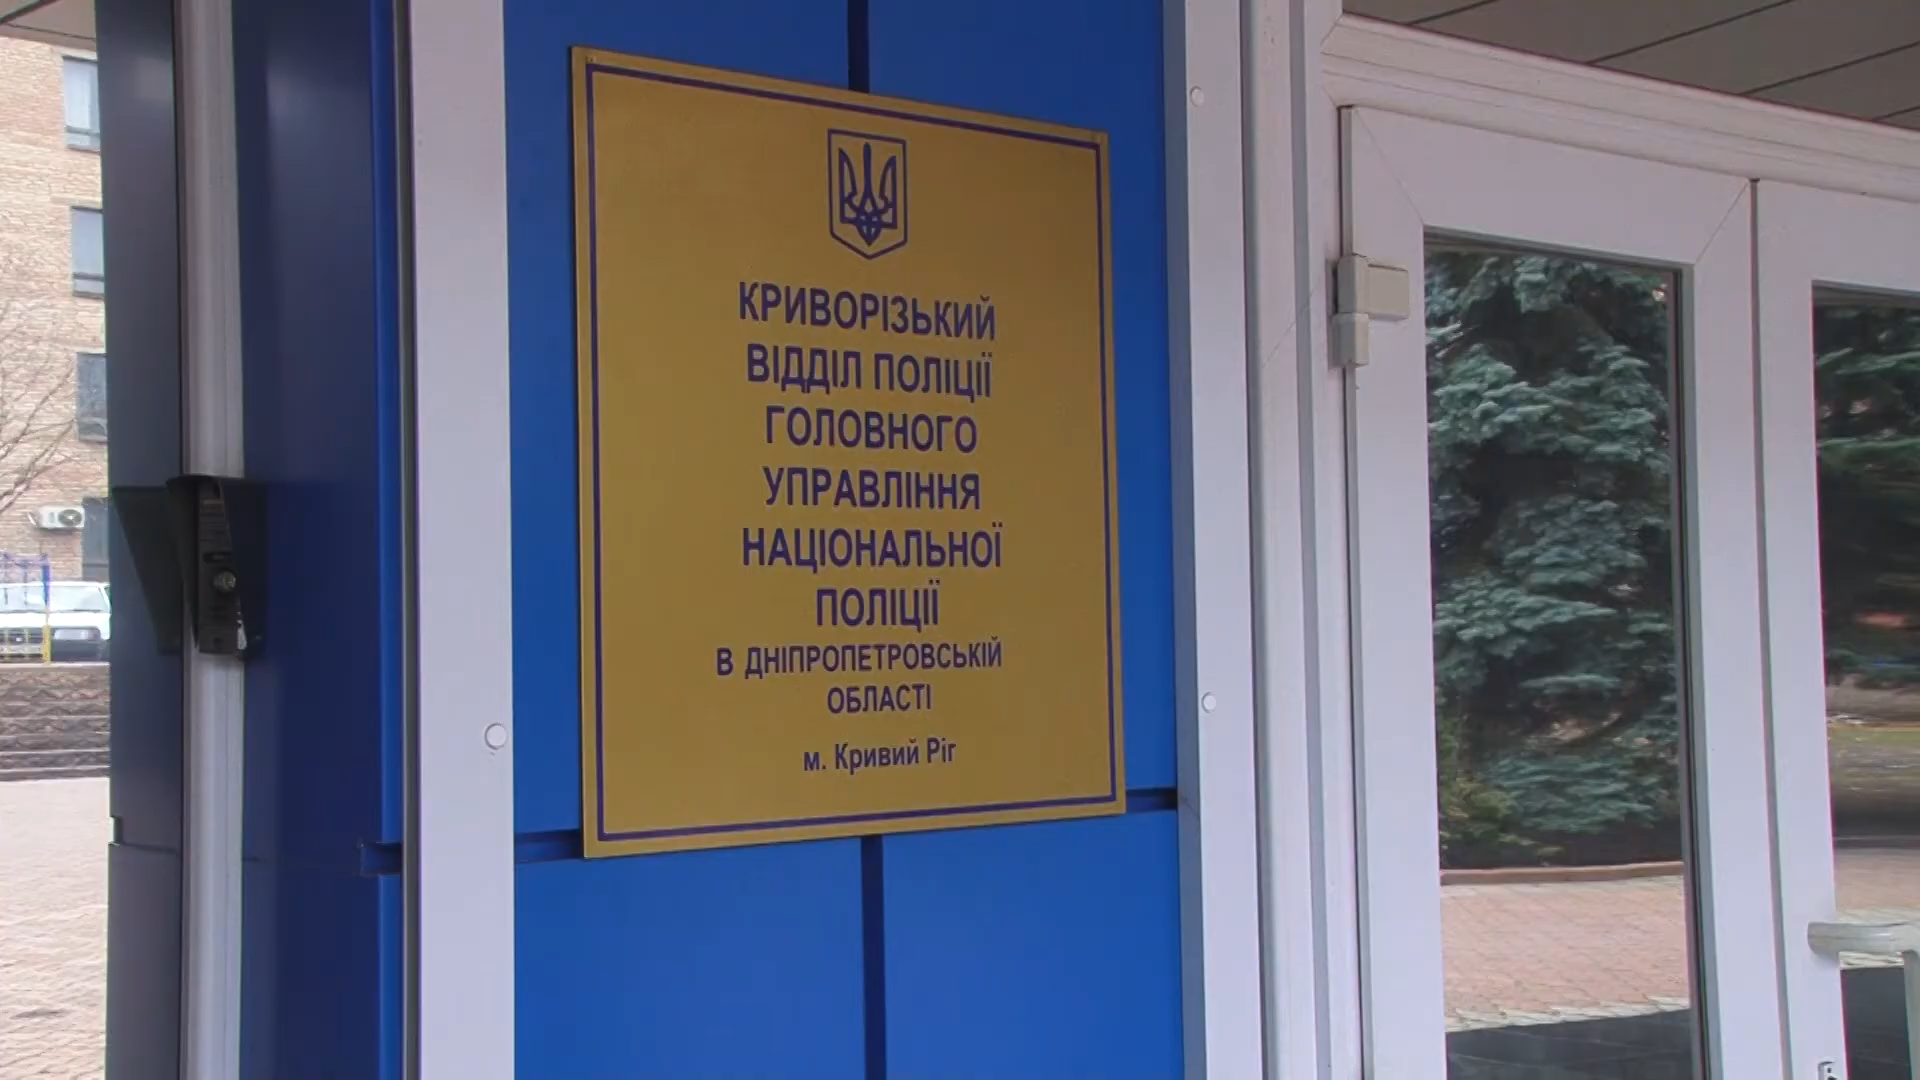 КРИВОРІЗЬКИЙ
ВІДДІЛ ПОЛІЦІЇ
ГОЛОВНОГО
УПРАВЛІННЯ
НАЦІОНАЛЬНОЇ
ПОЛІЦІЇ
В ДНІПРОПЕТРОВСЬКІЙ
ОБЛАСТІ
м. Кривий Ріг